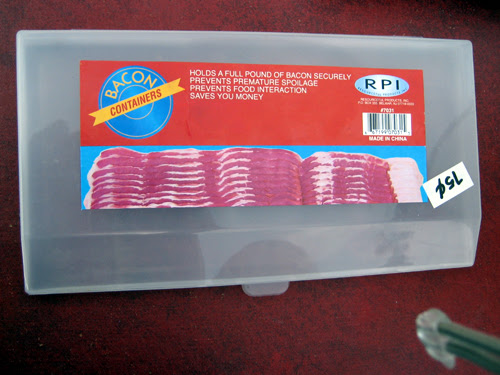 BACON
CONTAINERS
HOLDS A FULL POUND OF BACON SECURELY
PREVENTS PREMATURE SPOILAGE
PREVENTS FOOD INTERACTION
SAVES YOU MONEY
RPI
#7631
MADE IN CHINA
75¢